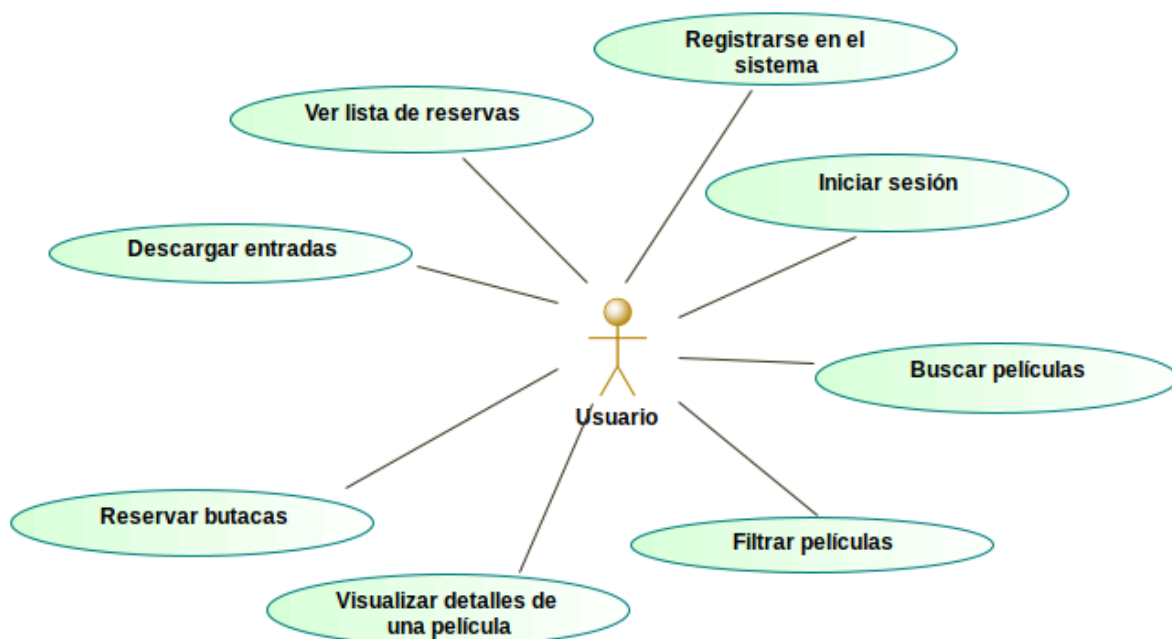 Registrarse en el
sistema
Ver lista de reservas
Iniciar sesión
Descargar entradas
Buscar películas
Usuario
Reservar butacas
Filtrar películas
Visualizar detalles de
una película